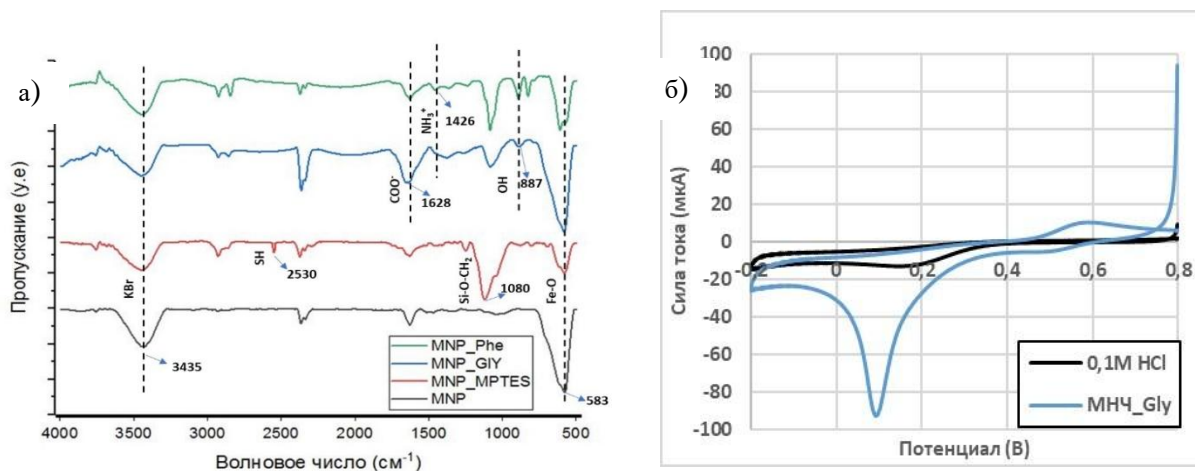 а)
Пропускание (у.е)
3435
KBr
SH
2530
Si-O-CH₂
1080
COO⁻
1628
NH₃⁺
1426
OH
887
Fe-O
583
MNP_Phe
MNP_GlY
MNP_MPTES
MNP
4000 3500 3000 2500 2000 1500 1000 500
Волновое число (см⁻¹)
б)
Сила тока (мкА)
100
80
60
40
20
0
-20
-40
-60
-80
-100
-0,2 0 0,2 0,4 0,6 0,8
0,1М HCl
МНЧ_Gly
Потенциал (В)